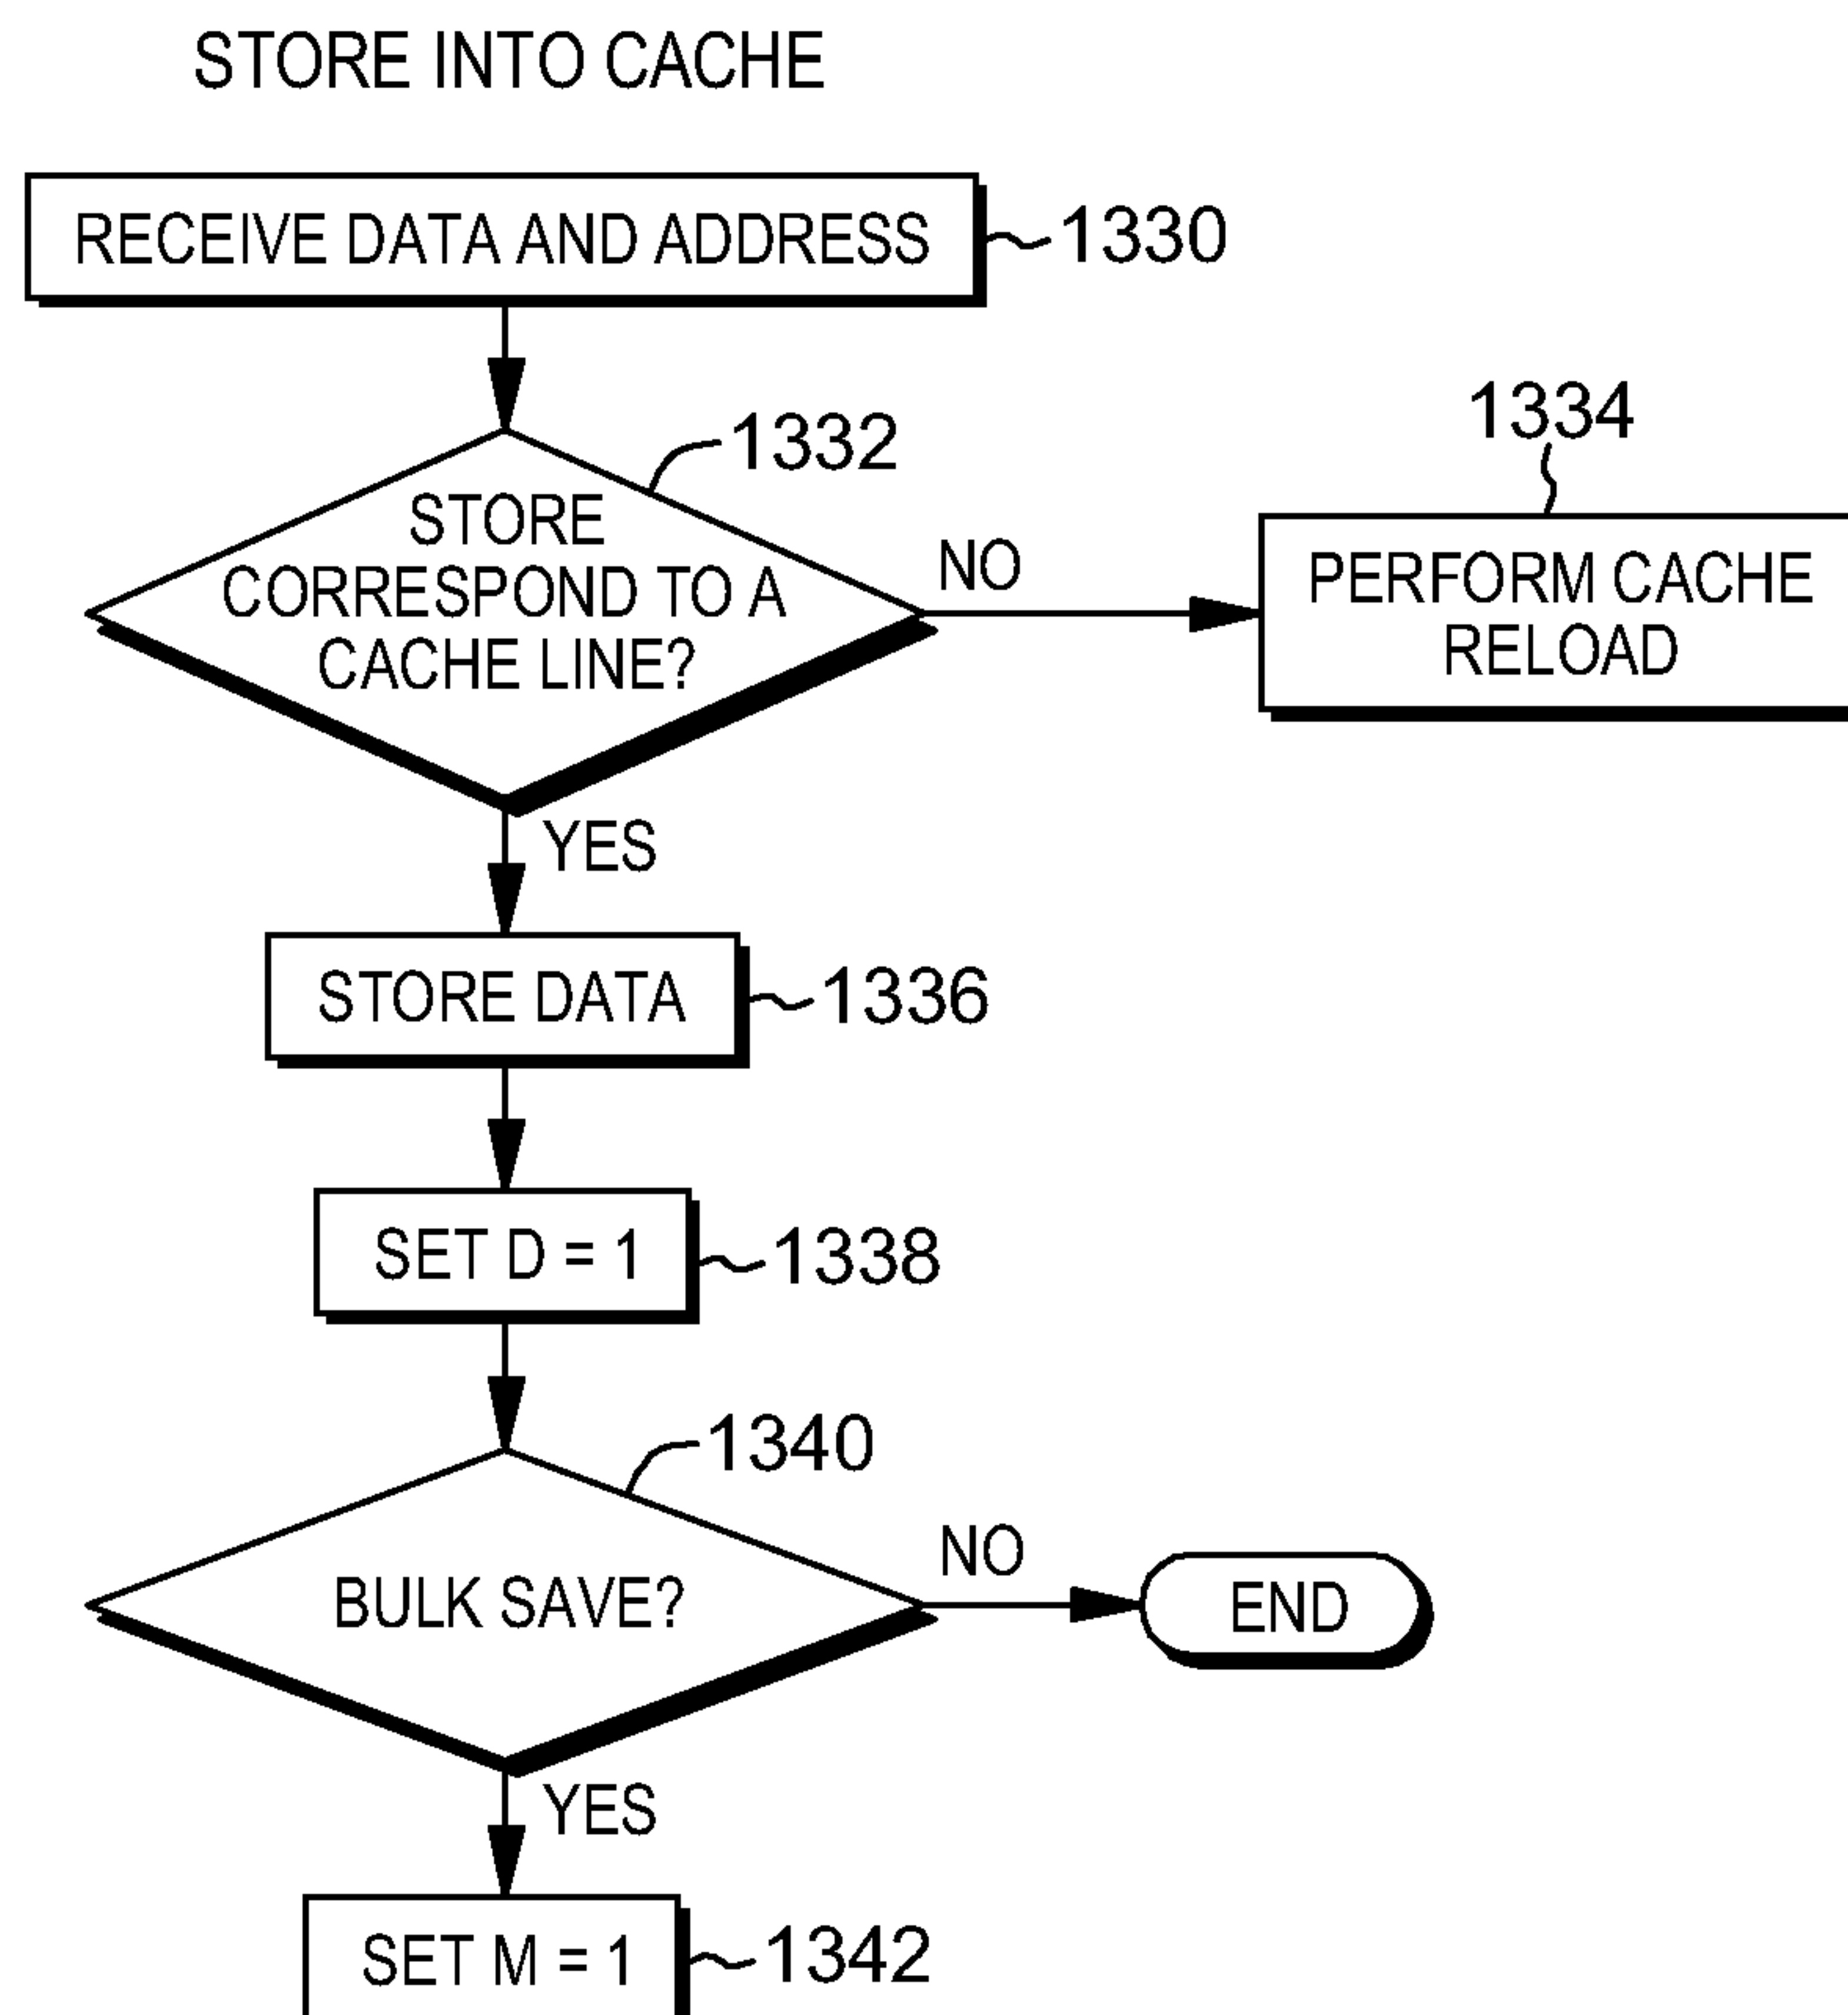 STORE INTO CACHE
RECEIVE DATA AND ADDRESS
1330
1332
STORE
CORRESPOND TO A
CACHE LINE?
NO
1334
PERFORM CACHE
RELOAD
YES
STORE DATA
1336
SET D = 1
1338
1340
BULK SAVE?
NO
END
YES
SET M = 1
1342